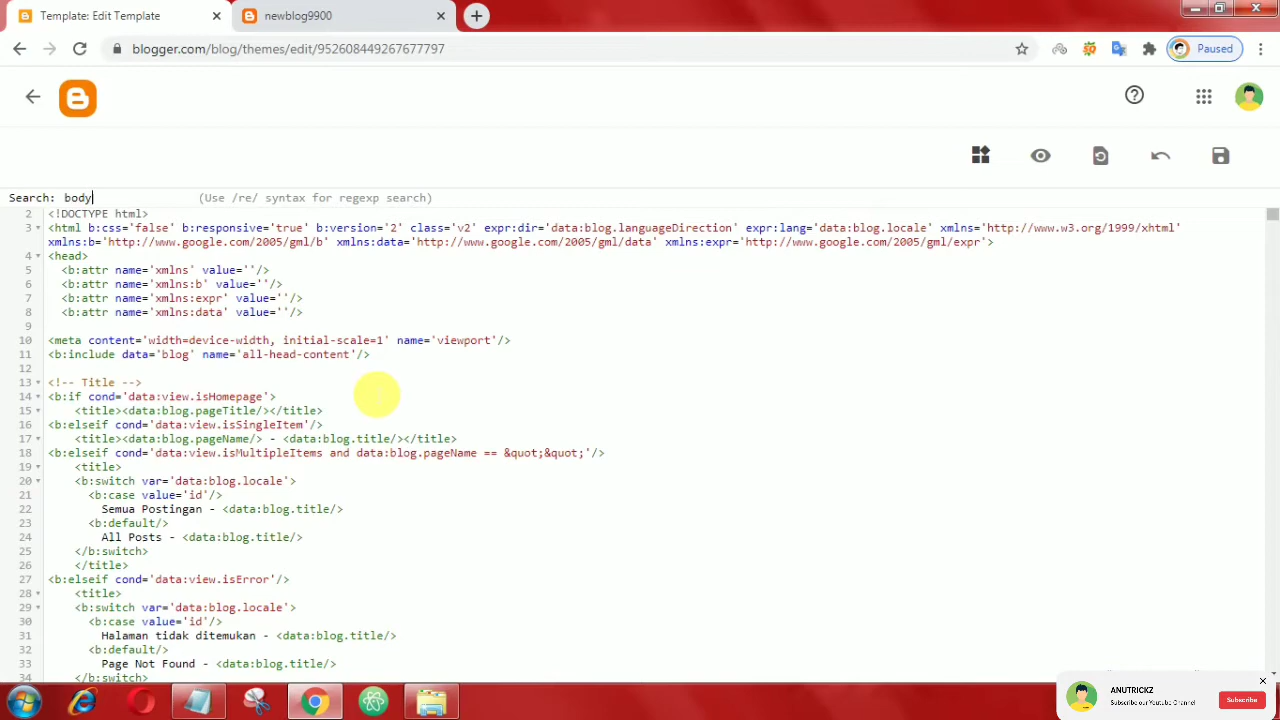 Template: Edit Template
newblog9900
blogger.com/blog/themes/edit/952608449267677797
Paused
Search: body (Use /re/ syntax for regexp search)
2 <!DOCTYPE html>
3 <html b:css='false' b:responsive='true' b:version='2' class='v2' expr:dir='data:blog.languageDirection' expr:lang='data:blog.locale' xmlns='http://www.w3.org/1999/xhtml'
xmlns:b='http://www.google.com/2005/gml/b' xmlns:data='http://www.google.com/2005/gml/data' xmlns:expr='http://www.google.com/2005/gml/expr'>
4 <head>
5 <b:attr name='xmlns' value=''/>
6 <b:attr name='xmlns:b' value=''/>
7 <b:attr name='xmlns:expr' value=''/>
8 <b:attr name='xmlns:data' value=''/>
9
10 <meta content='width=device-width, initial-scale=1' name='viewport'/>
11 <b:include data='blog' name='all-head-content'/>
12
13 <!-- Title -->
14 <b:if cond='data:view.isHomepage'>
15 <title><data:blog.pageTitle/></title>
16 <b:elseif cond='data:view.isSingleItem'/>
17 <title><data:blog.pageName/> - <data:blog.title/></title>
18 <b:elseif cond='data:view.isMultipleItems and data:blog.pageName == &quot;&quot;'/>
19 <title>
20 <b:switch var='data:blog.locale'>
21 <b:case value='id'/>
22 Semua Postingan - <data:blog.title/>
23 <b:default/>
24 All Posts - <data:blog.title/>
25 </b:switch>
26 </title>
27 <b:elseif cond='data:view.isError'/>
28 <title>
29 <b:switch var='data:blog.locale'>
30 <b:case value='id'/>
31 Halaman tidak ditemukan - <data:blog.title/>
32 <b:default/>
33 Page Not Found - <data:blog.title/>
34 </b:switch>
ANUTRICKZ
Subscribe our Youtube Channel
Subscribe